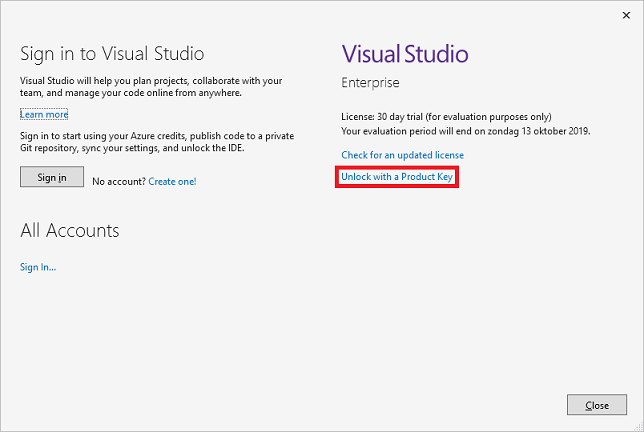 Sign in to Visual Studio
Visual Studio will help you plan projects, collaborate with your
team, and manage your code online from anywhere.
Learn more
Sign in to start using your Azure credits, publish code to a private
Git repository, sync your settings, and unlock the IDE.
Sign in
No account? Create one!
All Accounts
Sign In...
Visual Studio
Enterprise
License: 30 day trial (for evaluation purposes only)
Your evaluation period will end on zondag 13 oktober 2019.
Check for an updated license
Unlock with a Product Key
Close